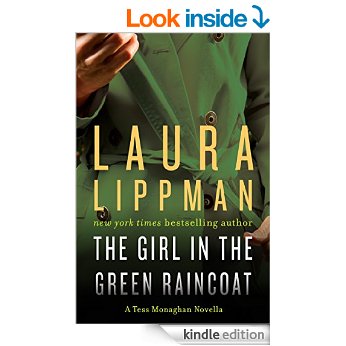 Look inside
LAURA
LIPPMAN
new york times bestselling author
THE GIRL IN THE
GREEN RAINCOAT
A Tess Monaghan Novella
kindle edition